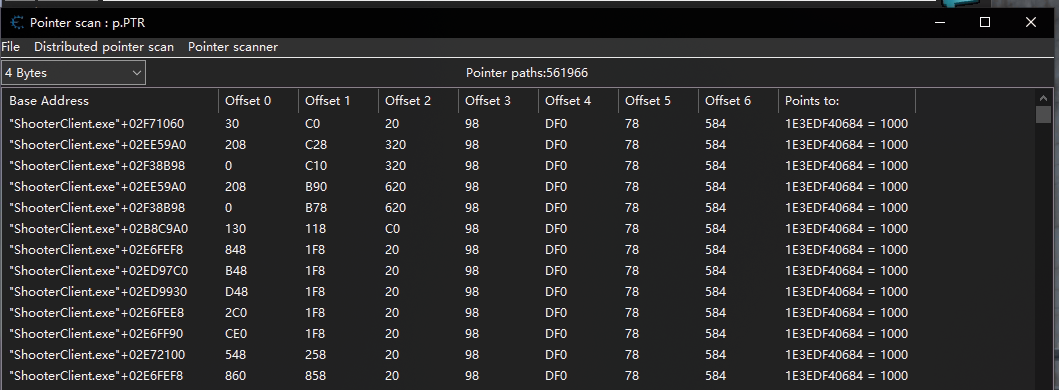 Pointer scan : p.PTR
File Distributed pointer scan Pointer scanner
4 Bytes Pointer paths:561966
Base Address Offset 0 Offset 1 Offset 2 Offset 3 Offset 4 Offset 5 Offset 6 Points to:
"ShooterClient.exe"+02F71060 30 C0 20 98 DF0 78 584 1E3EDF40684 = 1000
"ShooterClient.exe"+02EE59A0 208 C28 320 98 DF0 78 584 1E3EDF40684 = 1000
"ShooterClient.exe"+02F38B98 0 C10 320 98 DF0 78 584 1E3EDF40684 = 1000
"ShooterClient.exe"+02EE59A0 208 B90 620 98 DF0 78 584 1E3EDF40684 = 1000
"ShooterClient.exe"+02F38B98 0 B78 620 98 DF0 78 584 1E3EDF40684 = 1000
"ShooterClient.exe"+02B8C9A0 130 118 C0 98 DF0 78 584 1E3EDF40684 = 1000
"ShooterClient.exe"+02E6FEF8 848 1F8 20 98 DF0 78 584 1E3EDF40684 = 1000
"ShooterClient.exe"+02ED97C0 B48 1F8 20 98 DF0 78 584 1E3EDF40684 = 1000
"ShooterClient.exe"+02ED9930 D48 1F8 20 98 DF0 78 584 1E3EDF40684 = 1000
"ShooterClient.exe"+02E6FEE8 2C0 1F8 20 98 DF0 78 584 1E3EDF40684 = 1000
"ShooterClient.exe"+02E6FF90 CE0 1F8 20 98 DF0 78 584 1E3EDF40684 = 1000
"ShooterClient.exe"+02E72100 548 258 20 98 DF0 78 584 1E3EDF40684 = 1000
"ShooterClient.exe"+02E6FEF8 860 858 20 98 DF0 78 584 1E3EDF40684 = 1000